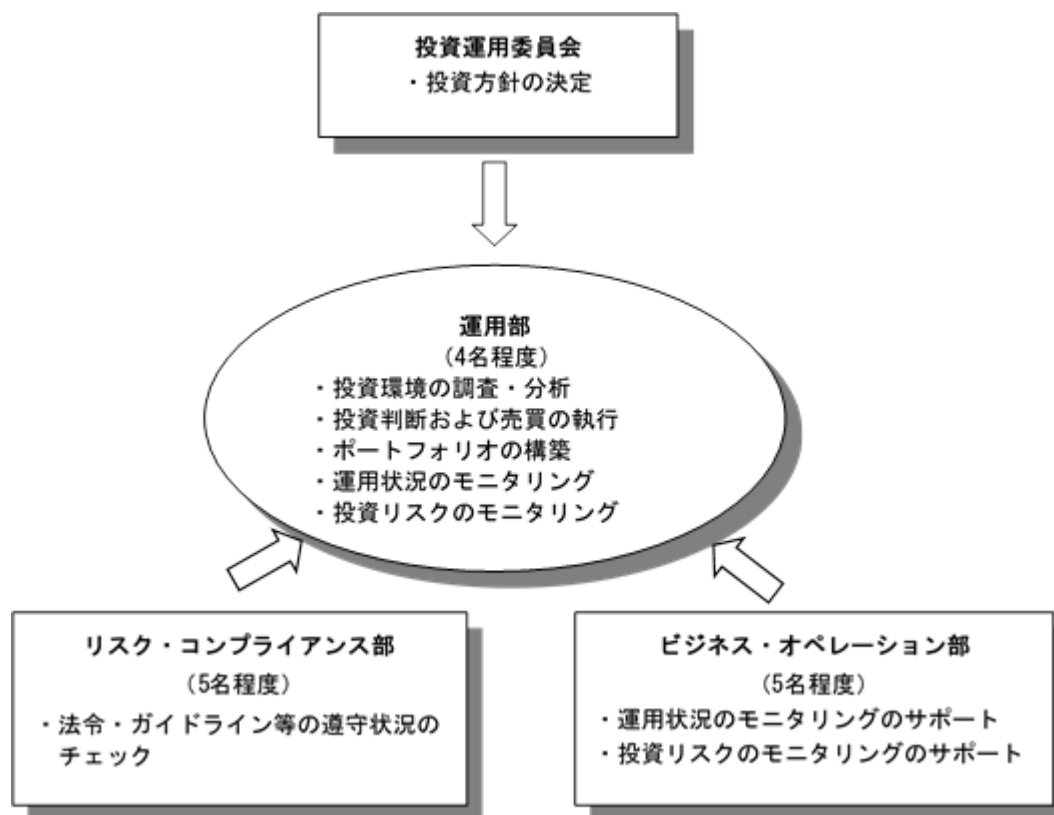 投資運用委員会
・投資方針の決定
運用部
(4名程度)
・投資環境の調査・分析
・投資判断および売買の執行
・ポートフォリオの構築
・運用状況のモニタリング
・投資リスクのモニタリング
リスク・コンプライアンス部
(5名程度)
・法令・ガイドライン等の遵守状況の
チェック
ビジネス・オペレーション部
(5名程度)
・運用状況のモニタリングのサポート
・投資リスクのモニタリングのサポート